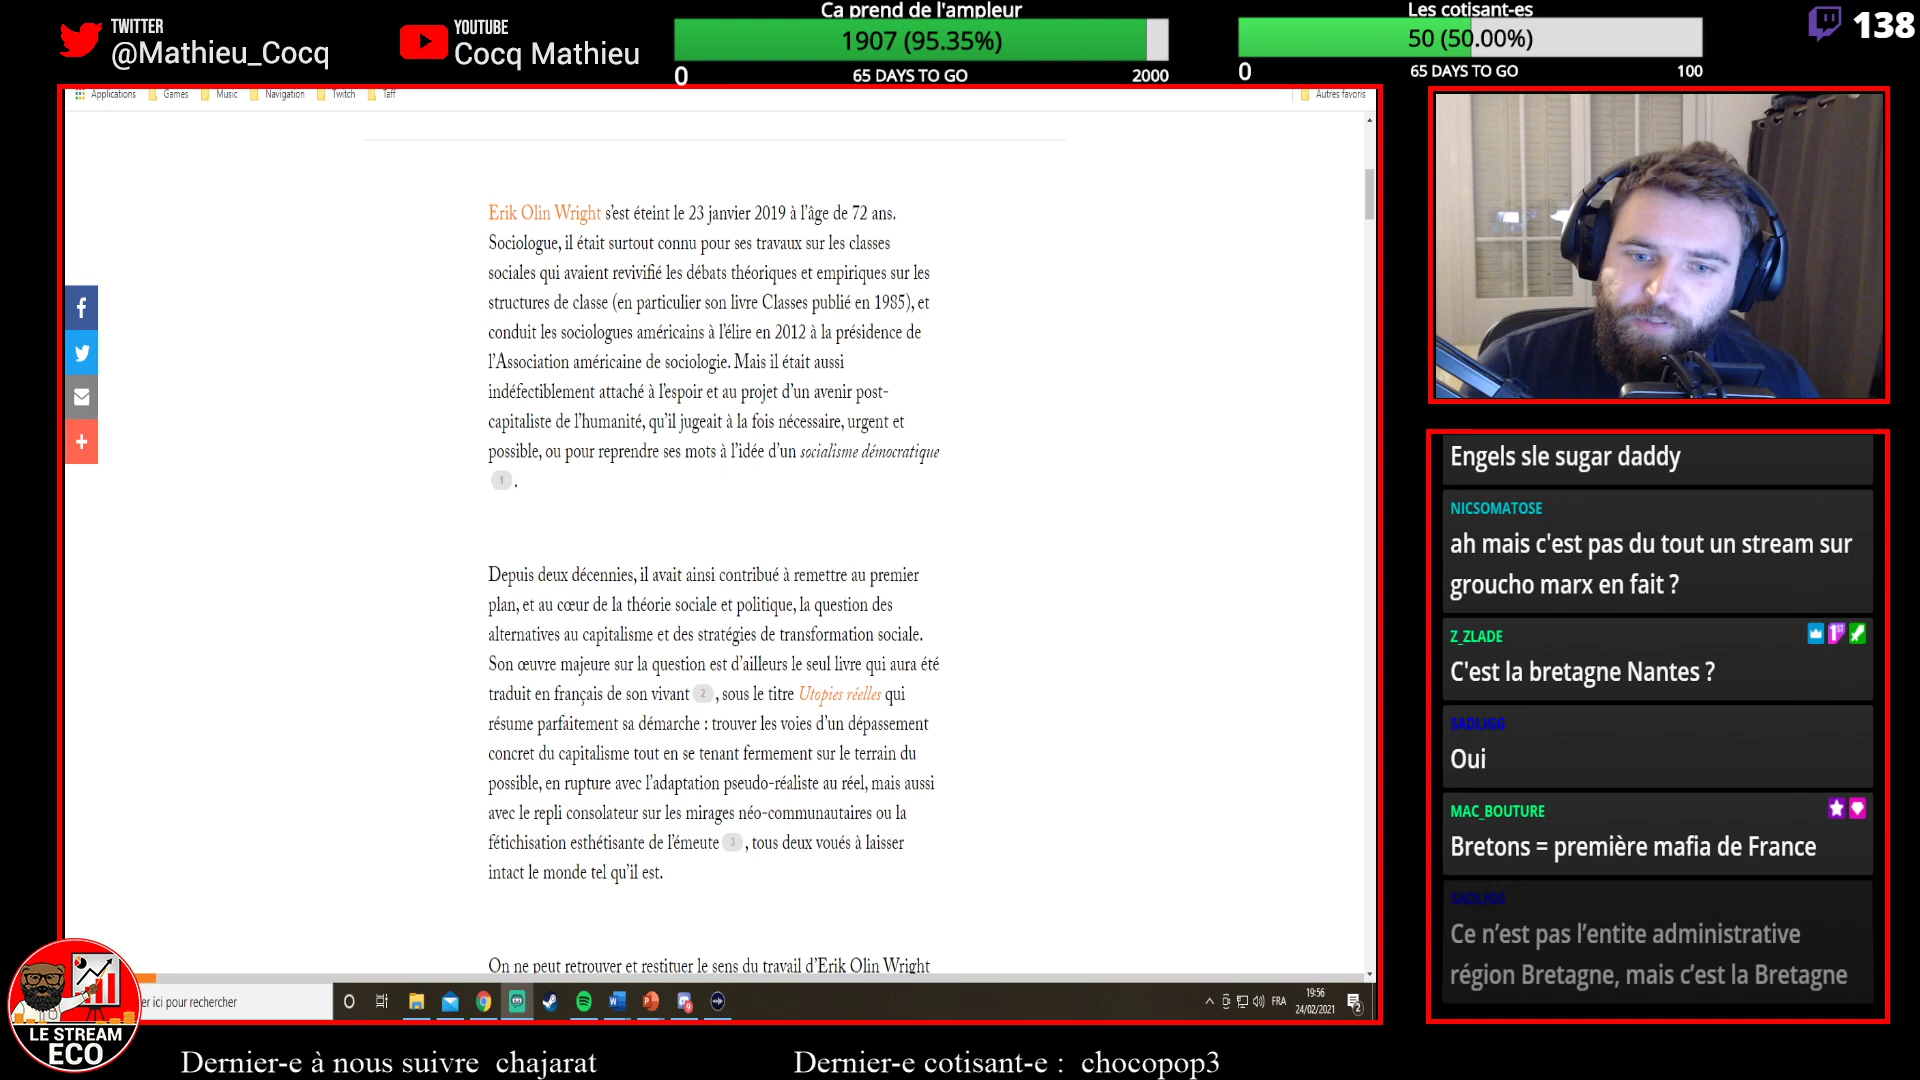 TWITTER
@Mathieu_Cocq
YOUTUBE
Cocq Mathieu
Ca prend de l'ampleur
1907 (95.35%)
0
65 DAYS TO GO
2000
Les cotisant-es
50 (50.00%)
0
65 DAYS TO GO
100
138
Applications
Games
Music
Navigation
Twitch
Taff
Autres favoris
Erik Olin Wright s'est éteint le 23 janvier 2019 à l'âge de 72 ans.
Sociologue, il était surtout connu pour ses travaux sur les classes
sociales qui avaient revivifié les débats théoriques et empiriques sur les
structures de classe (en particulier son livre Classes publié en 1985), et
conduit les sociologues américains à l'élire en 2012 à la présidence de
l'Association américaine de sociologie. Mais il était aussi
indéfectiblement attaché à l'espoir et au projet d'un avenir post-
capitaliste de l'humanité, qu'il jugeait à la fois nécessaire, urgent et
possible, ou pour reprendre ses mots à l'idée d'un socialisme démocratique
1 .
Depuis deux décennies, il avait ainsi contribué à remettre au premier
plan, et au cœur de la théorie sociale et politique, la question des
alternatives au capitalisme et des stratégies de transformation sociale.
Son œuvre majeure sur la question est d'ailleurs le seul livre qui aura été
traduit en français de son vivant 2 , sous le titre Utopies réelles qui
résume parfaitement sa démarche : trouver les voies d'un dépassement
concret du capitalisme tout en se tenant fermement sur le terrain du
possible, en rupture avec l'adaptation pseudo-réaliste au réel, mais aussi
avec le repli consolateur sur les mirages néo-communautaires ou la
fétichisation esthétisante de l'émeute 3 , tous deux voués à laisser
intact le monde tel qu'il est.
On ne peut retrouver et restituer le sens du travail d'Erik Olin Wright
er ici pour rechercher
FRA
19:56
24/02/2021
2
Engels sle sugar daddy
NICSOMATOSE
ah mais c'est pas du tout un stream sur
groucho marx en fait ?
Z_ZLADE
C'est la bretagne Nantes ?
SADLIGG
Oui
MAC_BOUTURE
Bretons = première mafia de France
SADLIGG
Ce n'est pas l'entite administrative
région Bretagne, mais c'est la Bretagne
LE STREAM
ECO
Dernier-e à nous suivre chajarat
Dernier-e cotisant-e : chocopop3